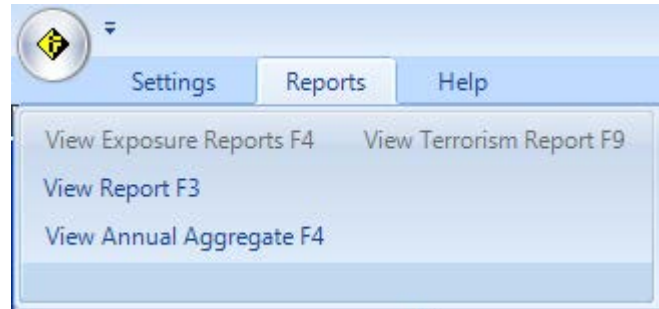 Settings Reports Help
View Exposure Reports F4 View Terrorism Report F9
View Report F3
View Annual Aggregate F4